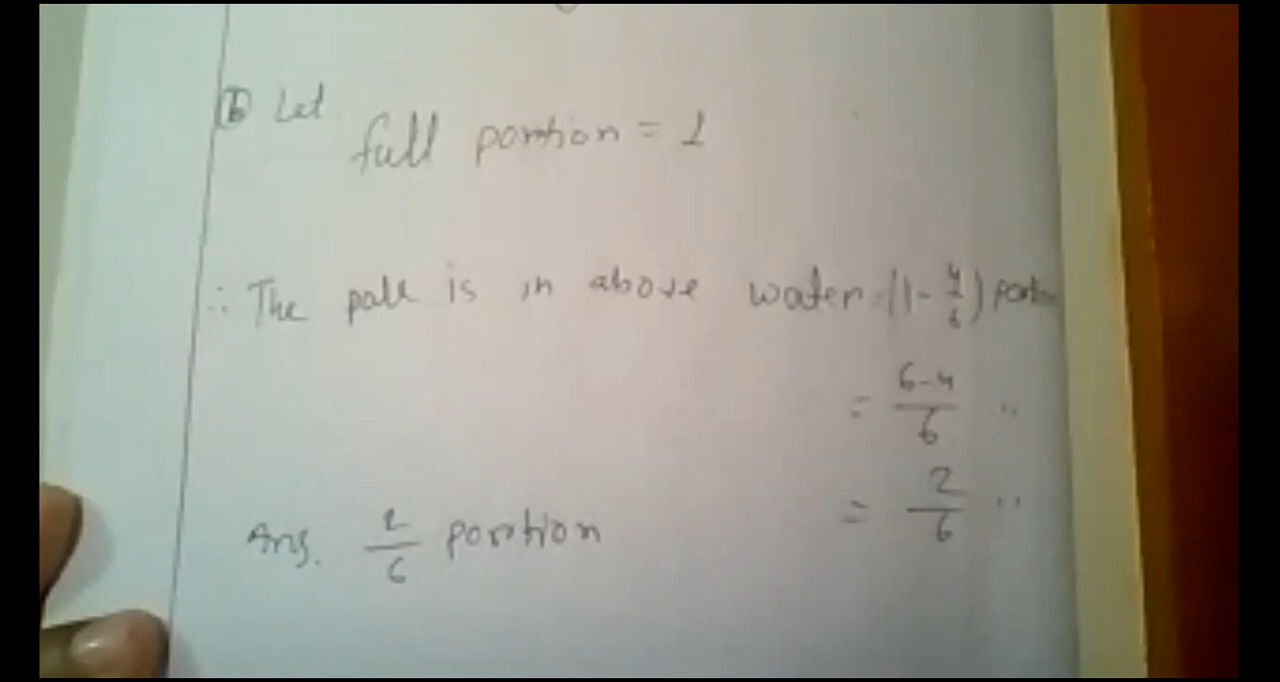 ⓑ Let
full portion = 1
∴ The pole is in above water = (1 - 4/6) portion
= 6-4/6 "
= 2/6 "
Ans. 2/6 portion